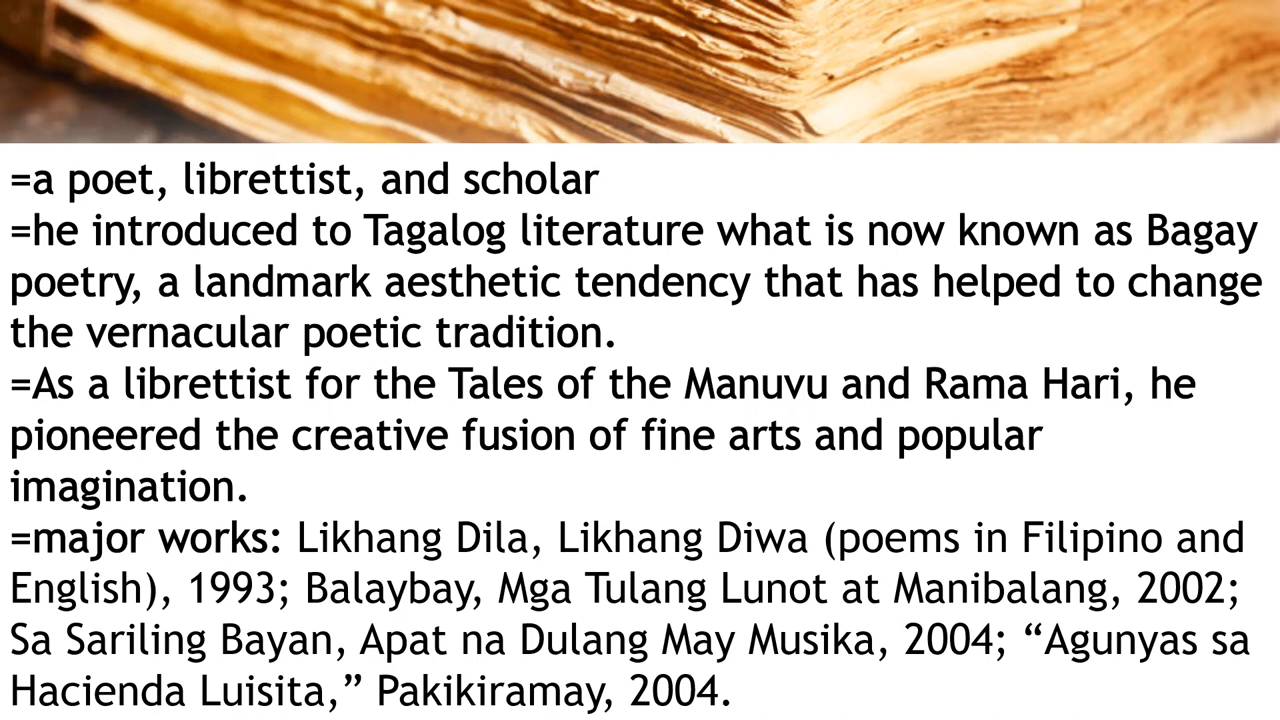 =a poet, librettist, and scholar
=he introduced to Tagalog literature what is now known as Bagay
poetry, a landmark aesthetic tendency that has helped to change
the vernacular poetic tradition.
=As a librettist for the Tales of the Manuvu and Rama Hari, he
pioneered the creative fusion of fine arts and popular
imagination.
=major works: Likhang Dila, Likhang Diwa (poems in Filipino and
English), 1993; Balaybay, Mga Tulang Lunot at Manibalang, 2002;
Sa Sariling Bayan, Apat na Dulang May Musika, 2004; “Agunyas sa
Hacienda Luisita,” Pakikiramay, 2004.